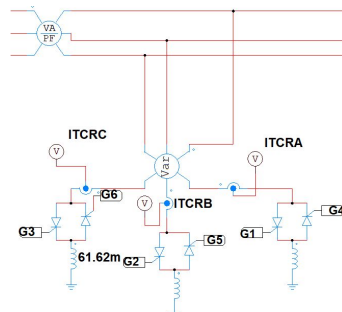 VA
PF
ITCRC
V
Var
ITCRA
V
G6
ITCRB
V
G4
G3
G5
G1
61.62m
G2